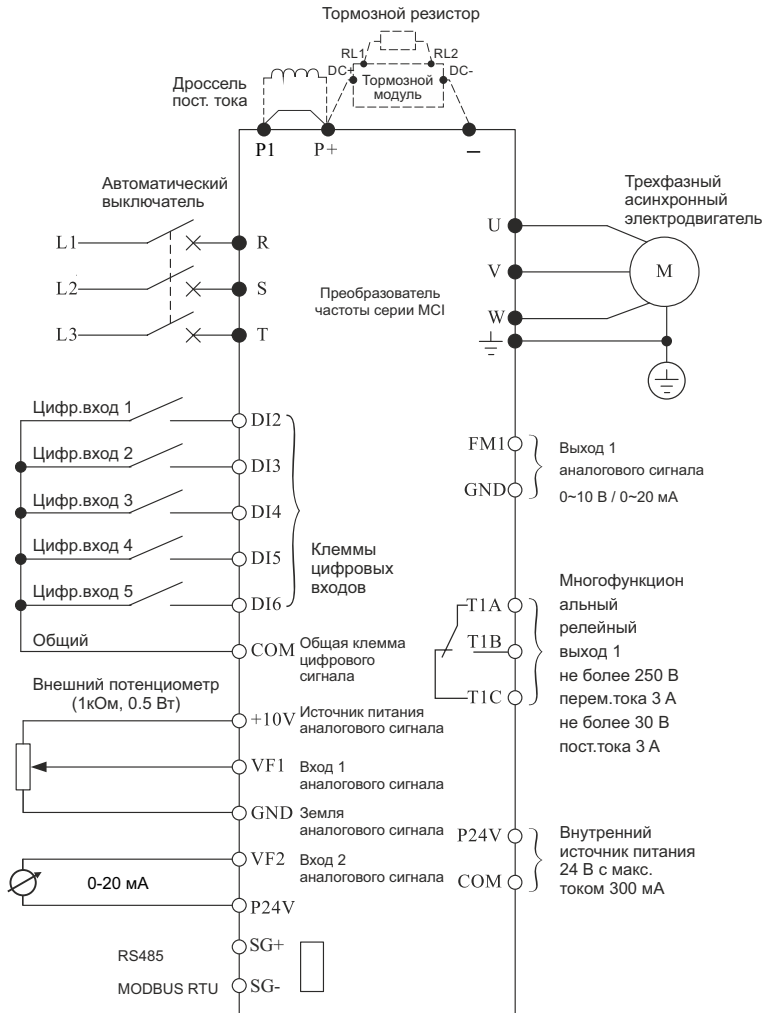 Тормозной резистор
RL1
RL2
DC+
DC-
Тормозной
модуль
Дроссель
пост. тока
P1
P+
–
Автоматический
выключатель
L1
R
L2
S
L3
T
Преобразователь
частоты серии MCI
Трехфазный
асинхронный
электродвигатель
U
V
W
M
Цифр.вход 1
DI2
Цифр.вход 2
DI3
Цифр.вход 3
DI4
Цифр.вход 4
DI5
Цифр.вход 5
DI6
Клеммы
цифровых
входов
Общий
COM
Общая клемма
цифрового
сигнала
Внешний потенциометр
(1кОм, 0.5 Вт)
+10V
Источник питания
аналогового сигнала
VF1
Вход 1
аналогового сигнала
GND
Земля
аналогового сигнала
VF2
Вход 2
аналогового сигнала
0-20 мА
P24V
RS485
SG+
MODBUS RTU
SG-
FM1
GND
Выход 1
аналогового сигнала
0~10 В / 0~20 мА
T1A
T1B
T1C
Многофункцион
альный
релейный
выход 1
не более 250 В
перем.тока 3 А
не более 30 В
пост.тока 3 А
P24V
COM
Внутренний
источник питания
24 В с макс.
током 300 мА